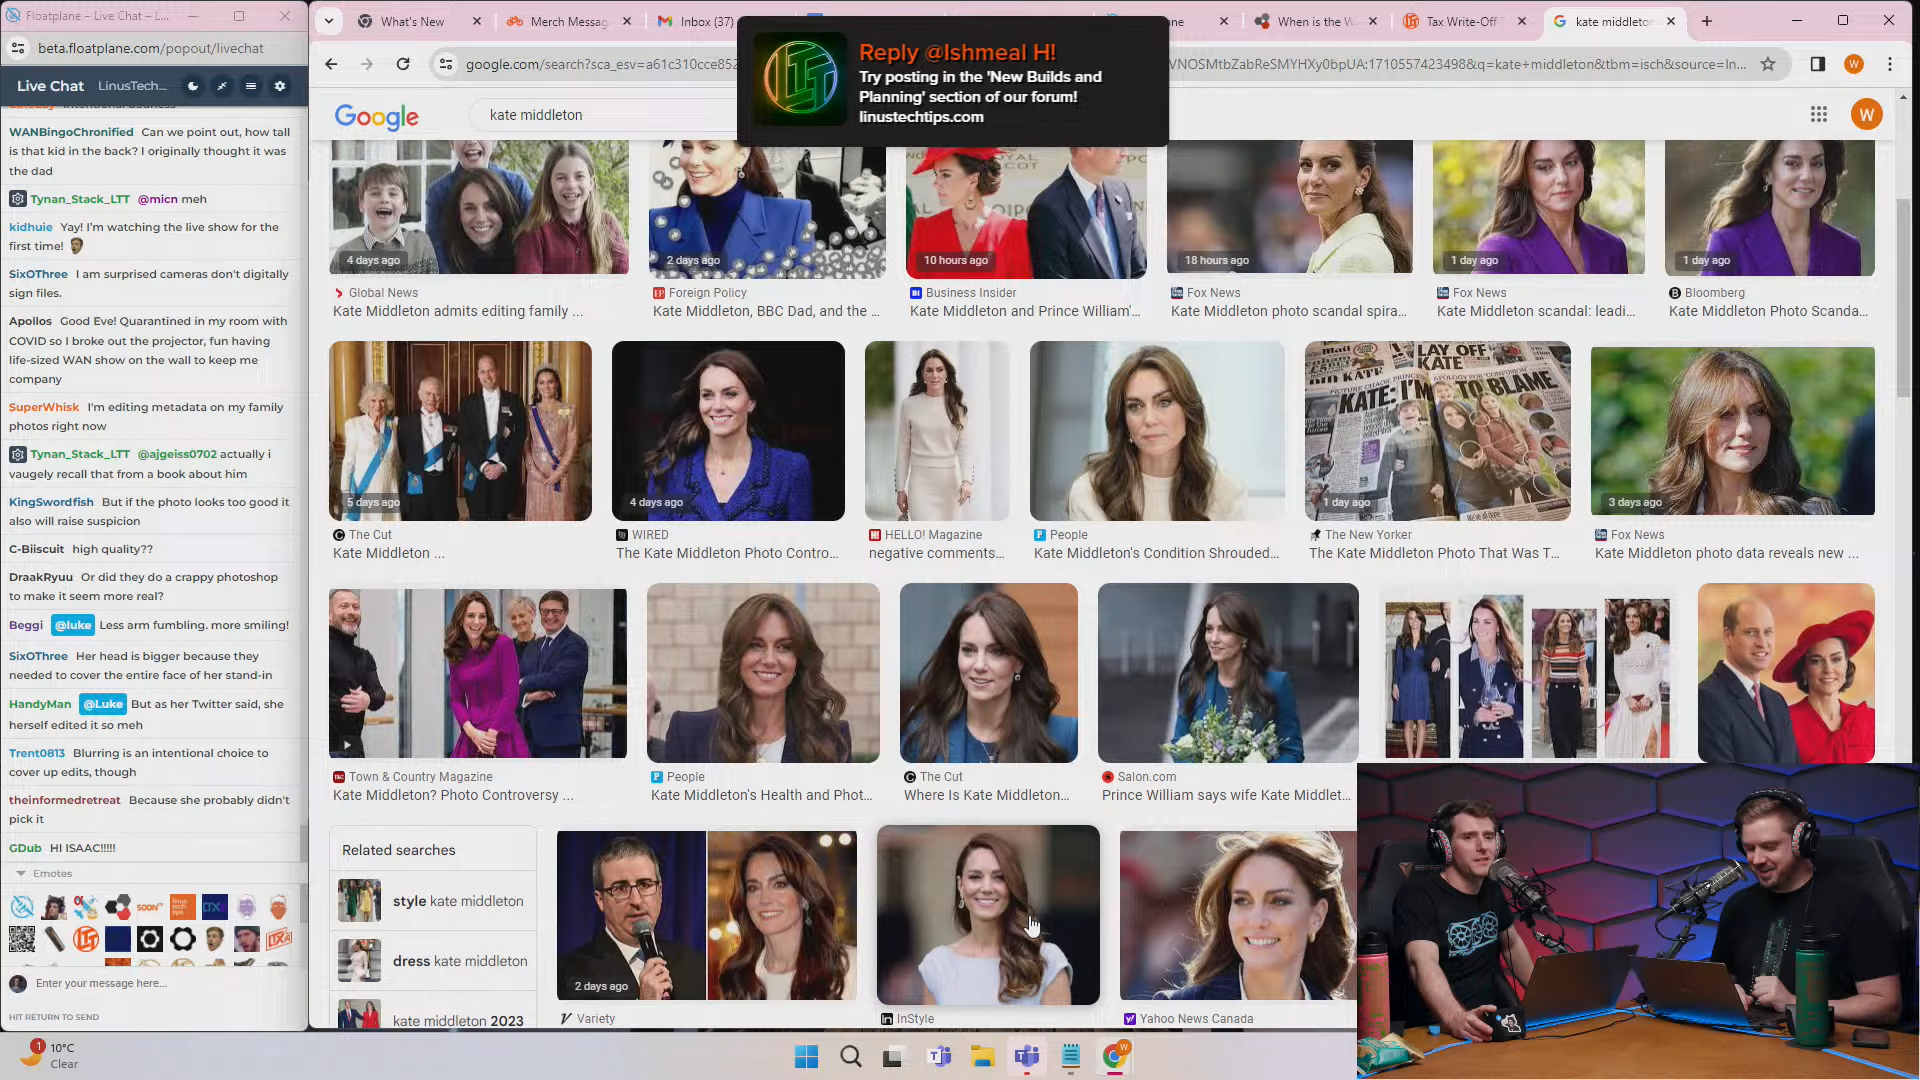 Floatplane – Live Chat – L...
beta.floatplane.com/popout/livechat
Live Chat LinusTech...
WANBingoChronified Can we point out, how tall
is that kid in the back? I originally thought it was
the dad
Tynan_Stack_LTT @micn meh
kidhuie Yay! I'm watching the live show for the
first time!
SixOThree I am surprised cameras don't digitally
sign files.
Apollos Good Eve! Quarantined in my room with
COVID so I broke out the projector, fun having
life-sized WAN show on the wall to keep me
company
SuperWhisk I'm editing metadata on my family
photos right now
Tynan_Stack_LTT @ajgeiss0702 actually i
vaugely recall that from a book about him
KingSwordfish But if the photo looks too good it
also will raise suspicion
C-Biiscuit high quality??
DraakRyuu Or did they do a crappy photoshop
to make it seem more real?
Beggi @luke Less arm fumbling. more smiling!
SixOThree Her head is bigger because they
needed to cover the entire face of her stand-in
HandyMan @Luke But as her Twitter said, she
herself edited it so meh
Trent0813 Blurring is an intentional choice to
cover up edits, though
theinformedretreat Because she probably didn't
pick it
GDub HI ISAAC!!!!!
Emotes
SOON
Enter your message here...
HIT RETURN TO SEND
What's New
Merch Messag
Inbox (37)
When is the W
Tax Write-Off
kate middleton
google.com/search?sca_esv=a61c310cce852
VNOSMtbZabReSMYHXy0bpUA:1710557423498&q=kate+middleton&tbm=isch&source=ln...
W
Reply @Ishmeal H!
Try posting in the 'New Builds and
Planning' section of our forum!
linustechtips.com
Google
kate middleton
W
4 days ago
2 days ago
10 hours ago
18 hours ago
1 day ago
1 day ago
Global News
Kate Middleton admits editing family ...
Foreign Policy
Kate Middleton, BBC Dad, and the ...
Business Insider
Kate Middleton and Prince William'...
Fox News
Kate Middleton photo scandal spira...
Fox News
Kate Middleton scandal: leadi...
Bloomberg
Kate Middleton Photo Scanda...
LAY OFF
KATE
KATE: I'M
TO BLAME
5 days ago
4 days ago
1 day ago
3 days ago
The Cut
Kate Middleton ...
WIRED
The Kate Middleton Photo Contro...
HELLO! Magazine
negative comments...
People
Kate Middleton's Condition Shrouded...
The New Yorker
The Kate Middleton Photo That Was T...
Fox News
Kate Middleton photo data reveals new ...
Town & Country Magazine
Kate Middleton? Photo Controversy ...
People
Kate Middleton's Health and Phot...
The Cut
Where Is Kate Middleton...
Salon.com
Prince William says wife Kate Middlet...
Related searches
style kate middleton
dress kate middleton
kate middleton 2023
2 days ago
Variety
InStyle
Yahoo News Canada
1
10°C
Clear